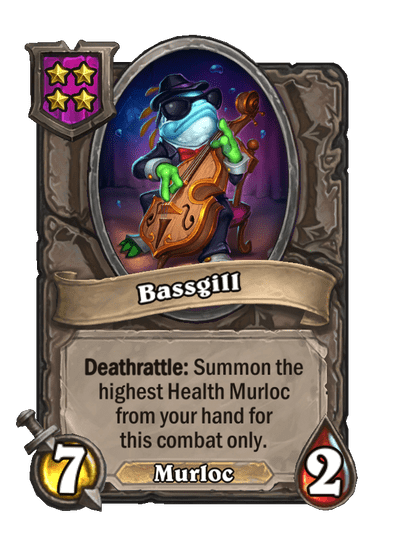 Bassgill
Deathrattle: Summon the
highest Health Murloc
from your hand for
this combat only.
7
Murloc
2